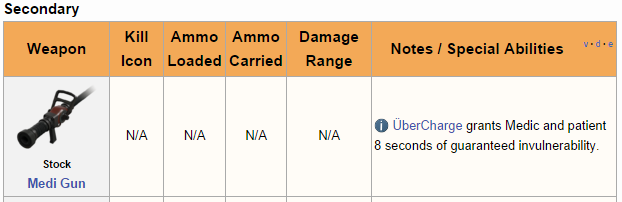 Secondary
Weapon
Kill
Icon
Ammo
Loaded
Ammo
Carried
Damage
Range
Notes / Special Abilities
v · d · e
Stock
Medi Gun
N/A
N/A
N/A
N/A
ÜberCharge grants Medic and patient
8 seconds of guaranteed invulnerability.